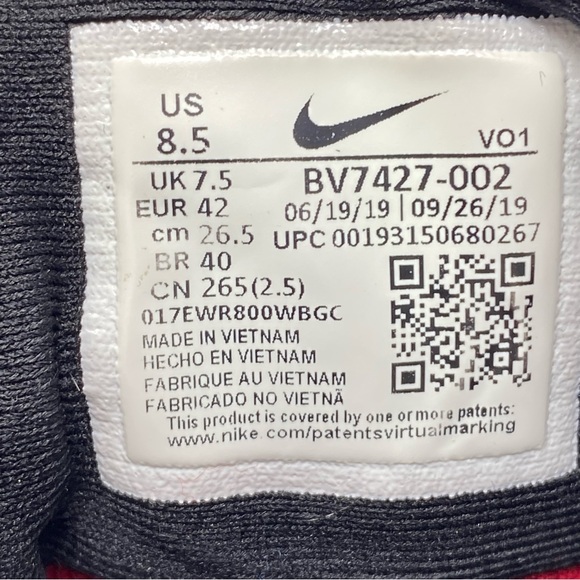 US
8.5
VO1
UK 7.5
BV7427-002
EUR 42
06/19/19 | 09/26/19
cm 26.5
UPC 00193150680267
BR 40
CN 265(2.5)
017EWR800WBGC
MADE IN VIETNAM
HECHO EN VIETNAM
FABRIQUE AU VIETNAM
FABRICADO NO VIETNÃ
This product is covered by one or more patents:
www.nike.com/patentsvirtualmarking